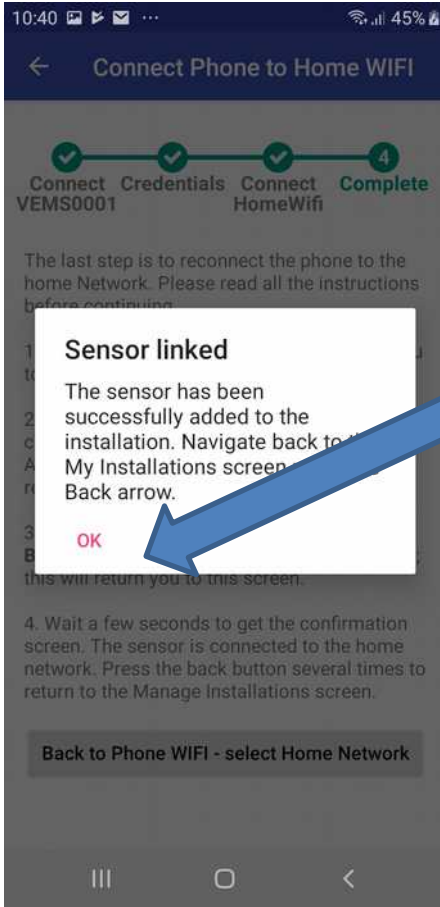 10:40 45%
Connect Phone to Home WIFI
4
Connect Credentials Connect Complete
VEMS0001 HomeWifi
The last step is to reconnect the phone to the
home Network. Please read all the instructions
before continuing
1
Sensor linked
The sensor has been
successfully added to the
installation. Navigate back to
My Installations screen
Back arrow.
OK
2
3
this will return you to this screen.
4. Wait a few seconds to get the confirmation
screen. The sensor is connected to the home
network. Press the back button several times to
return to the Manage Installations screen.
Back to Phone WIFI - select Home Network